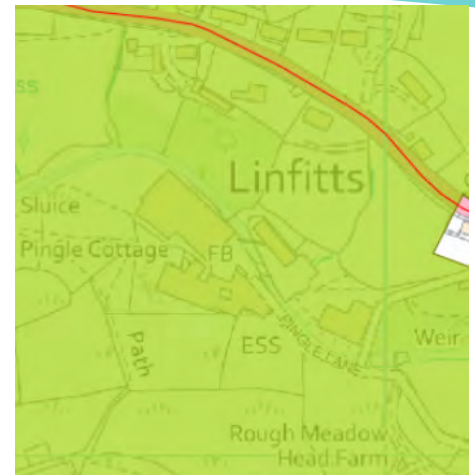 Linfitts
Sluice
Pingle Cottage
FB
PINGLE LANE
Path
ESS
Weir
Rough Meadow
Head Farm